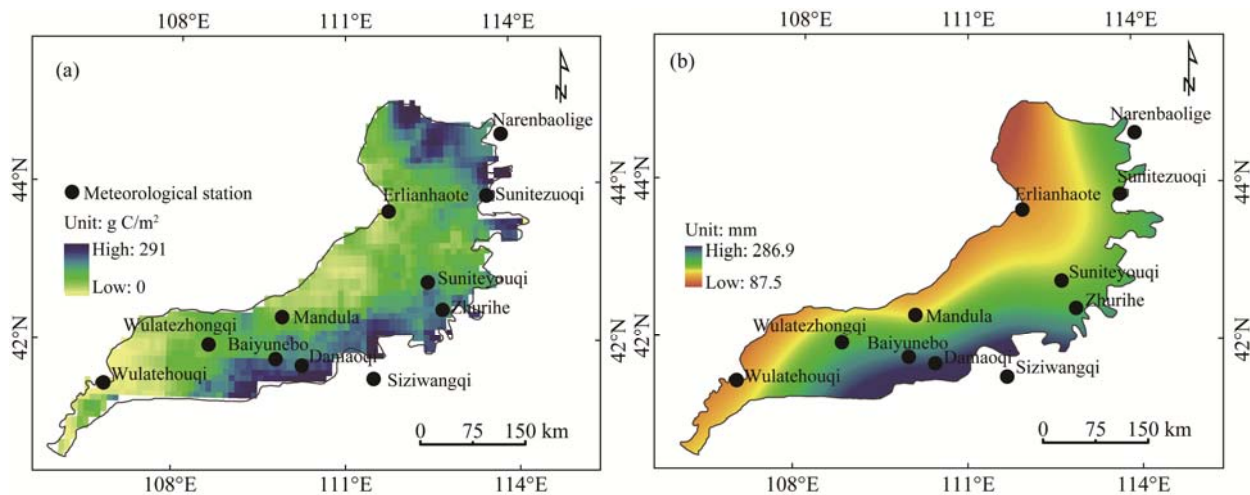 108°E 111°E 114°E
(a)
N
Narenbaolige
44°N
Meteorological station
Erlianhaote
Sunitezuoqi
Unit: g C/m²
High: 291
Low: 0
Suniteyouqi
Zhurihe
Wulatezhongqi
Mandula
42°N
Baiyunebo
Damaoqi
Wulatehouqi
Siziwangqi
0 75 150 km
108°E 111°E 114°E
108°E 111°E 114°E
(b)
N
Narenbaolige
44°N 44°N
Sunitezuoqi
Erlianhaote
Unit: mm
High: 286.9
Low: 87.5
Suniteyouqi
Zhurihe
Wulatezhongqi
Mandula
42°N 42°N
Baiyunebo
Damaoqi
Wulatehouqi
Siziwangqi
0 75 150 km
108°E 111°E 114°E